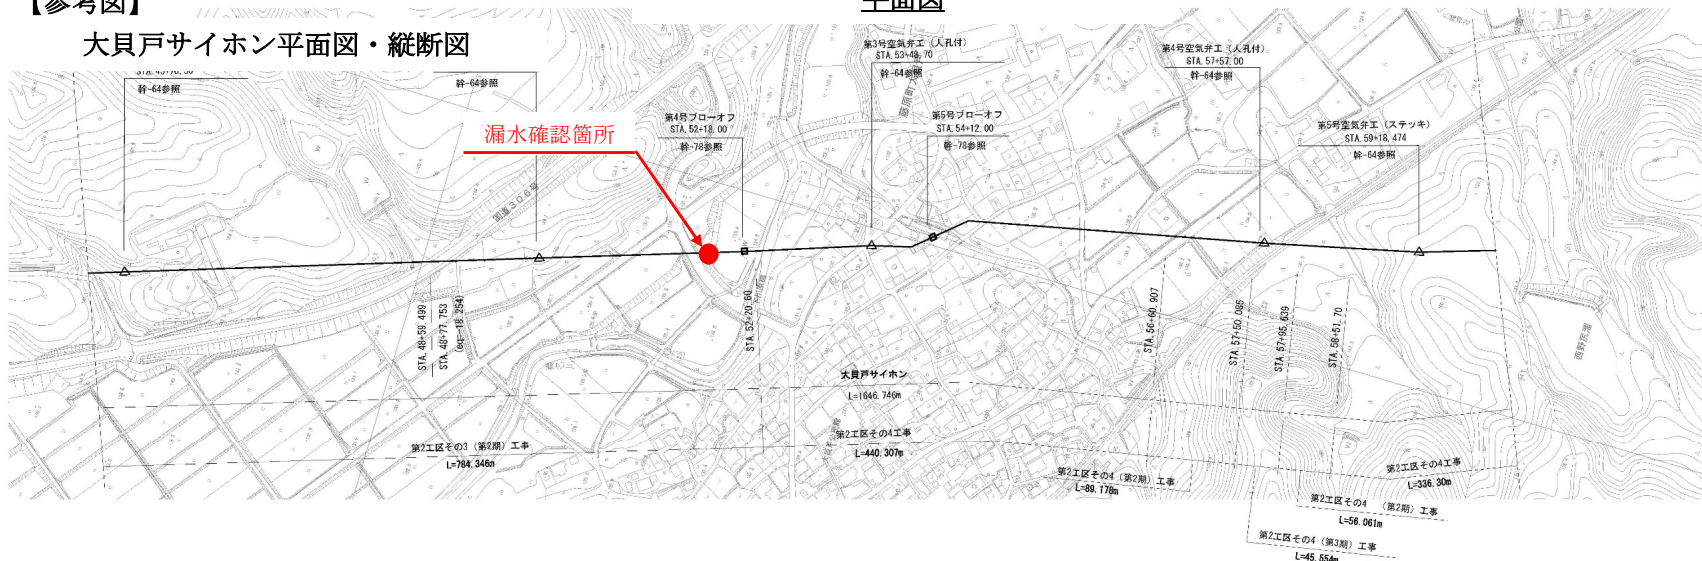 【参考図】
平面図
大貝戸サイホン平面図・縦断図
幹-64参照
幹-64参照
漏水確認箇所
第4号ブローオフ
STA. 52+18.00
幹-78参照
第3号空気弁工（人孔付）
STA. 53+48.70
幹-64参照
第5号ブローオフ
STA. 54+12.00
幹-78参照
第4号空気弁工（人孔付）
STA. 57+57.00
幹-64参照
第5号空気弁工（ステッキ）
STA. 59+18.474
幹-64参照
国道306号
STA. 48+59.499
STA. 48+77.753
(eq=18.254)
STA. 52+20.60
STA. 56+60.907
STA. 57+50.085
STA. 57+95.639
STA. 58+51.70
大貝戸サイホン
L=1646.746m
第2工区その3（第2期）工事
L=784.346m
第2工区その4工事
L=440.307m
第2工区その4（第2期）工事
L=89.178m
第2工区その4工事
L=336.30m
第2工区その4　（第2期）工事
L=56.061m
第2工区その4（第3期）工事
L=45.554m